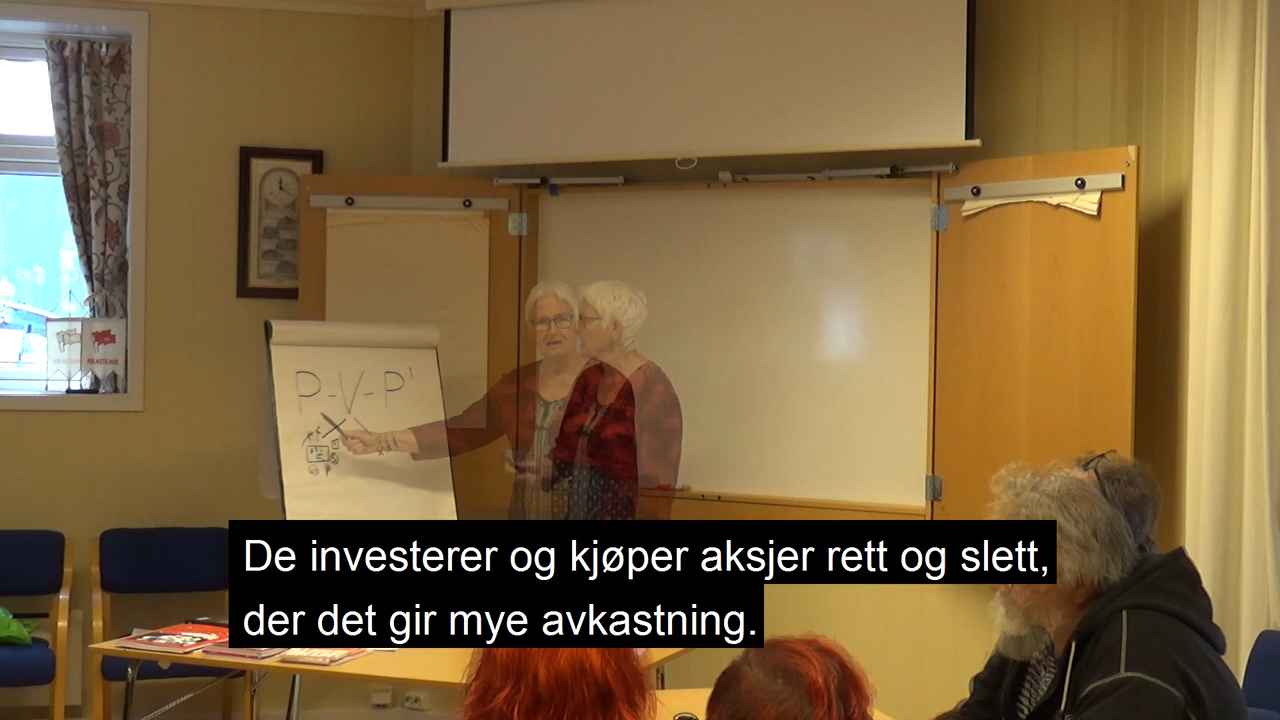 P-V-P'
De investerer og kjøper aksjer rett og slett,
der det gir mye avkastning.